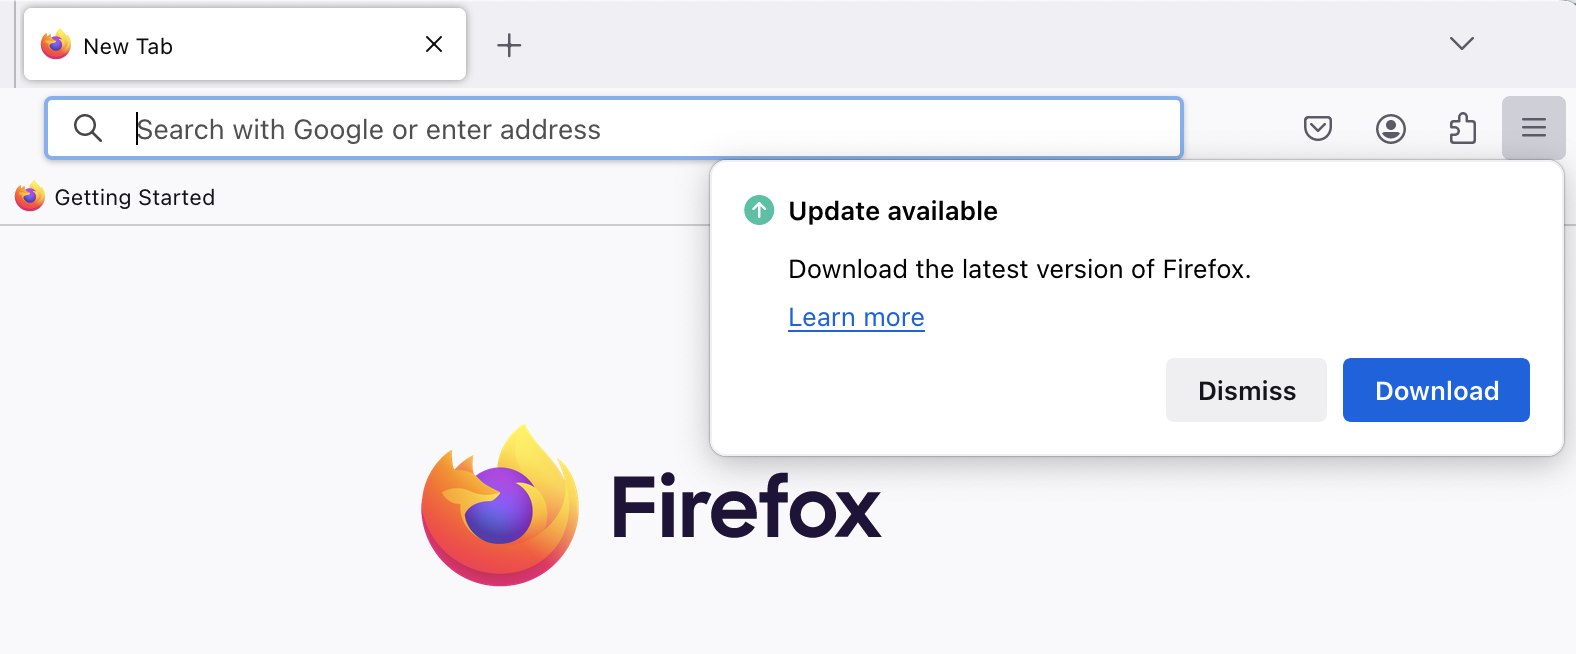 New Tab
Search with Google or enter address
Getting Started
Update available
Download the latest version of Firefox.
Learn more
Dismiss Download
Firefox